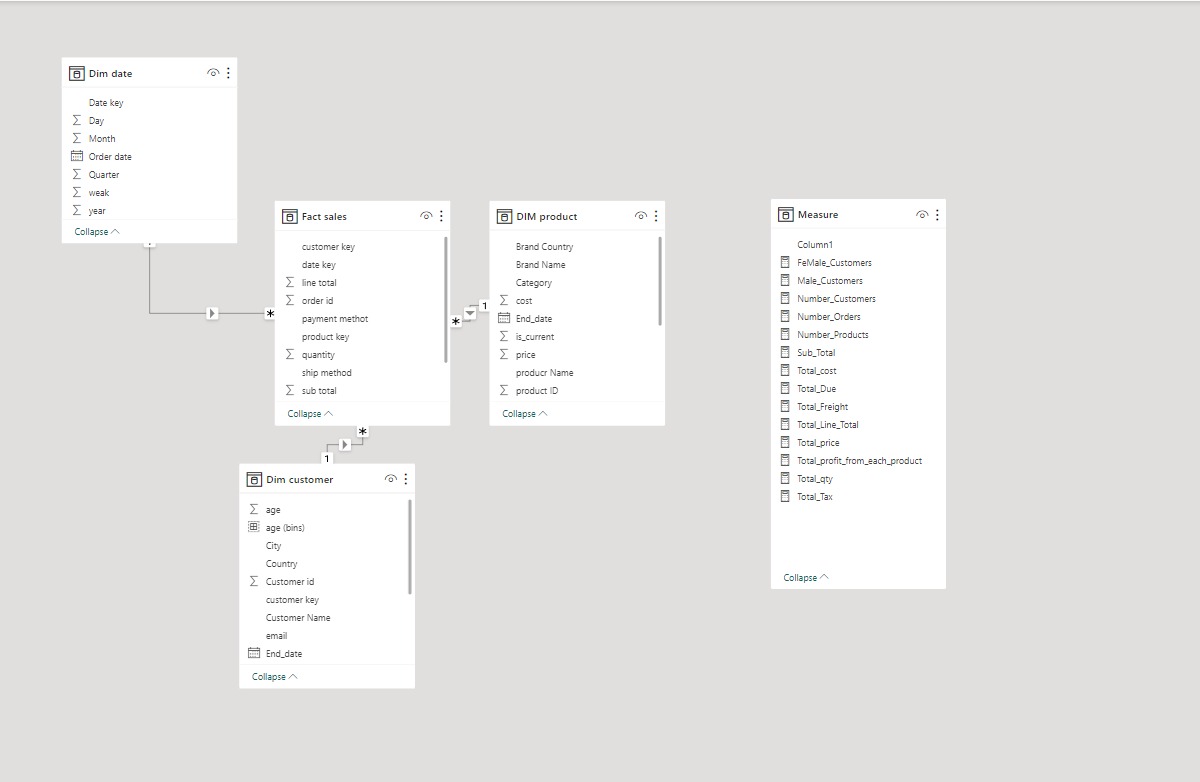 Dim date
Date key
Day
Month
Order date
Quarter
weak
year
Collapse
Fact sales
customer key
date key
line total
order id
payment methot
product key
quantity
ship method
sub total
Collapse
*
*
*
DIM product
Brand Country
Brand Name
Category
cost
End_date
is_current
price
producr Name
product ID
Collapse
1
Dim customer
age
age (bins)
City
Country
Customer id
customer key
Customer Name
email
End_date
Collapse
1
Measure
Column1
FeMale_Customers
Male_Customers
Number_Customers
Number_Orders
Number_Products
Sub_Total
Total_cost
Total_Due
Total_Freight
Total_Line_Total
Total_price
Total_profit_from_each_product
Total_qty
Total_Tax
Collapse